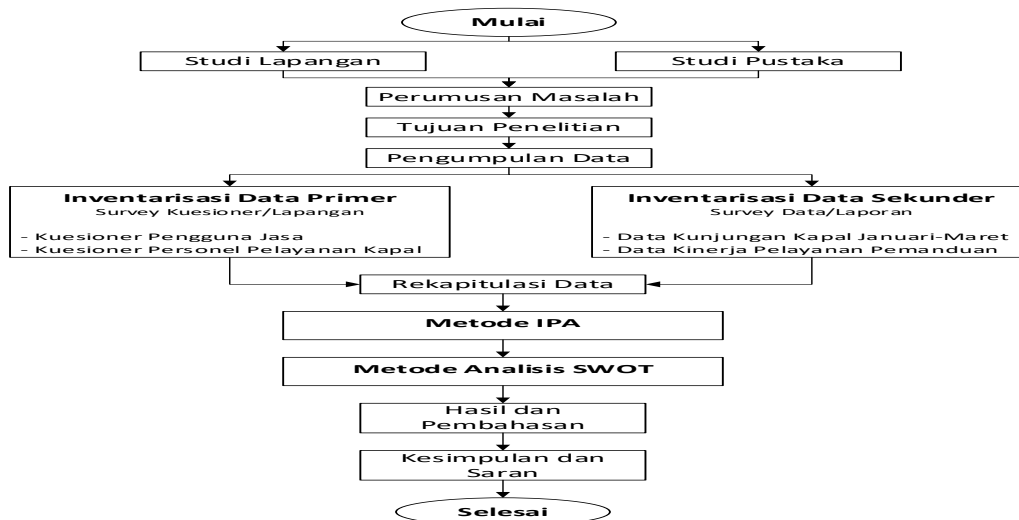 Mulai
Studi Lapangan
Studi Pustaka
Perumusan Masalah
Tujuan Penelitian
Pengumpulan Data
Inventarisasi Data Primer
Survey Kuesioner/Lapangan
- Kuesioner Pengguna Jasa
- Kuesioner Personel Pelayanan Kapal
Inventarisasi Data Sekunder
Survey Data/Laporan
- Data Kunjungan Kapal Januari-Maret
- Data Kinerja Pelayanan Pemanduan
Rekapitulasi Data
Metode IPA
Metode Analisis SWOT
Hasil dan
Pembahasan
Kesimpulan dan
Saran
Selesai